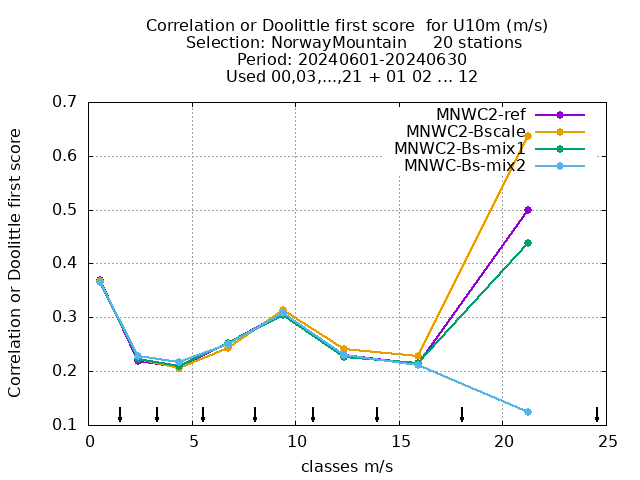 Correlation or Doolittle first score  for U10m (m/s)
Selection: NorwayMountain     20 stations
Period: 20240601-20240630
Used 00,03,...,21 + 01 02 ... 12
MNWC2-ref
MNWC2-Bscale
MNWC2-Bs-mix1
MNWC-Bs-mix2
Correlation or Doolittle first score
0.7
0.6
0.5
0.4
0.3
0.2
0.1
0
5
10
15
20
25
classes m/s